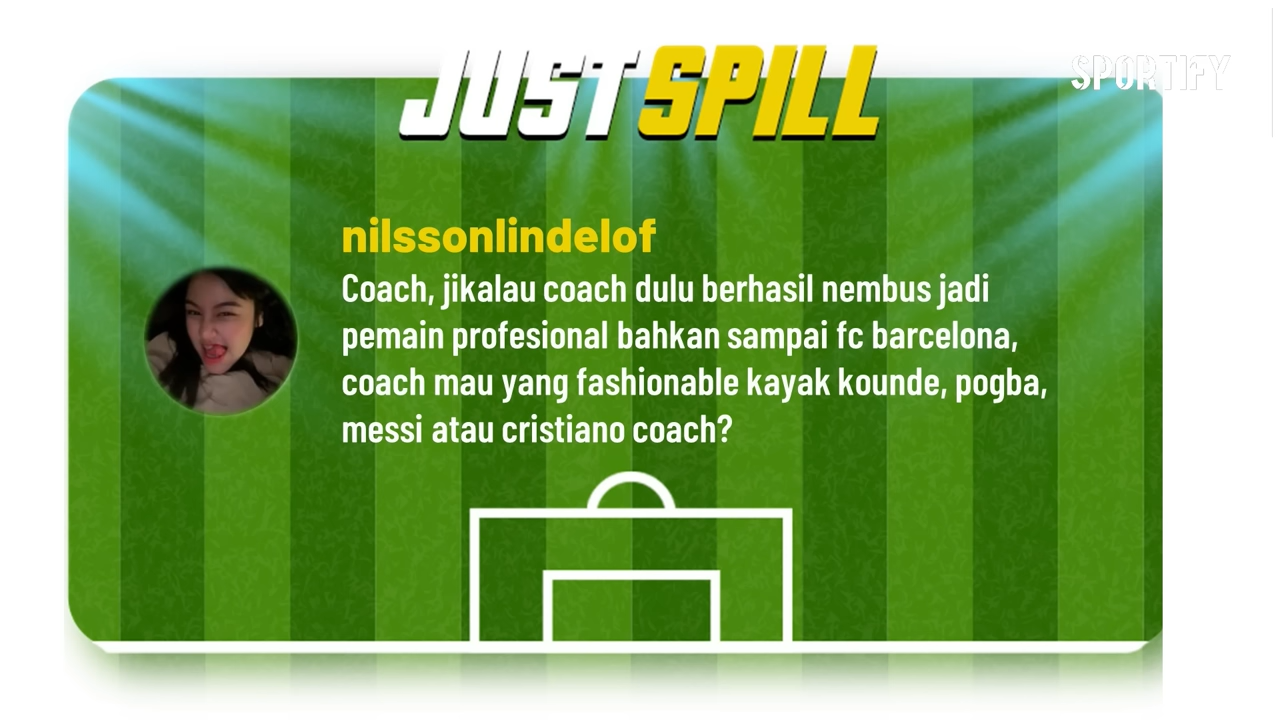 JUST SPILL
SPORTIFY
nilssonlindelof
Coach, jikalau coach dulu berhasil nembus jadi
pemain profesional bahkan sampai fc barcelona,
coach mau yang fashionable kayak kounde, pogba,
messi atau cristiano coach?